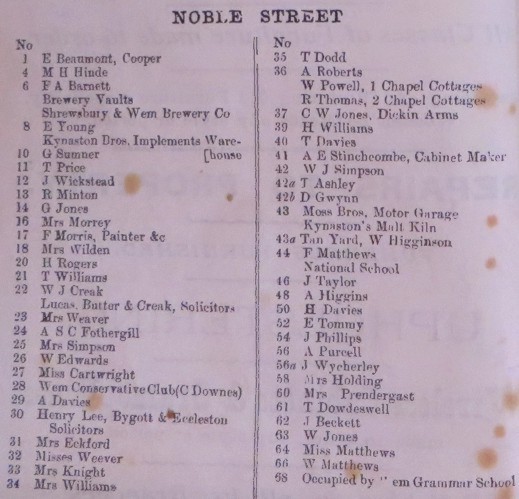 NOBLE STREET
No
1 E Beaumont, Cooper
4 M H Hinde
6 F A Barnett
Brewery Vaults
Shrewsbury & Wem Brewery Co
8 E Young
Kynaston Bros, Implements Ware-
10 G Sumner [house
11 T Price
12 J Wickstead
13 R Minton
14 G Jones
16 Mrs Morrey
17 F Morris, Painter &c
18 Mrs Wilden
20 H Rogers
21 T Williams
22 W J Creak
Lucas, Butter & Creak, Solicitors
23 Mrs Weaver
24 A S C Fothergill
25 Mrs Simpson
26 W Edwards
27 Miss Cartwright
28 Wem Conservative Club (C Downes)
29 A Davies
30 Henry Lee, Bygott & Eccleston
Solicitors
31 Mrs Eckford
32 Misses Weever
33 Mrs Knight
34 Mrs Williams
No
35 T Dodd
36 A Roberts
W Powell, 1 Chapel Cottages
R Thomas, 2 Chapel Cottages
37 C W Jones, Dickin Arms
39 H Williams
40 T Davies
41 A E Stinchcombe, Cabinet Maker
42 W J Simpson
42a T Ashley
42b D Gwynn
43 Moss Bros, Motor Garage
Kynaston's Malt Kiln
43a Tan Yard, W Higginson
44 F Matthews
National School
46 J Taylor
48 A Higgins
50 H Davies
52 E Tommy
54 J Phillips
56 A Purcell
56a J Wycherley
58 Mrs Holding
60 Mrs Prendergast
61 T Dowdeswell
62 J Beckett
63 W Jones
64 Miss Matthews
66 W Matthews
68 Occupied by "em Grammar School